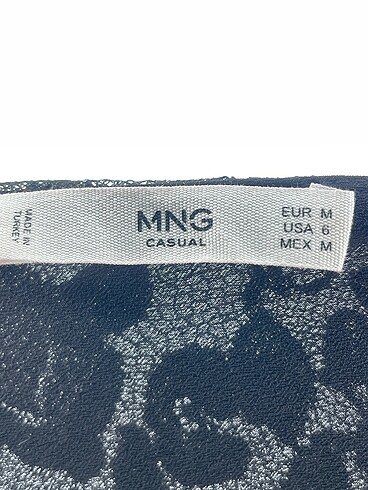 MADE IN
TURKEY
MNG
CASUAL
EUR M
USA 6
MEX M